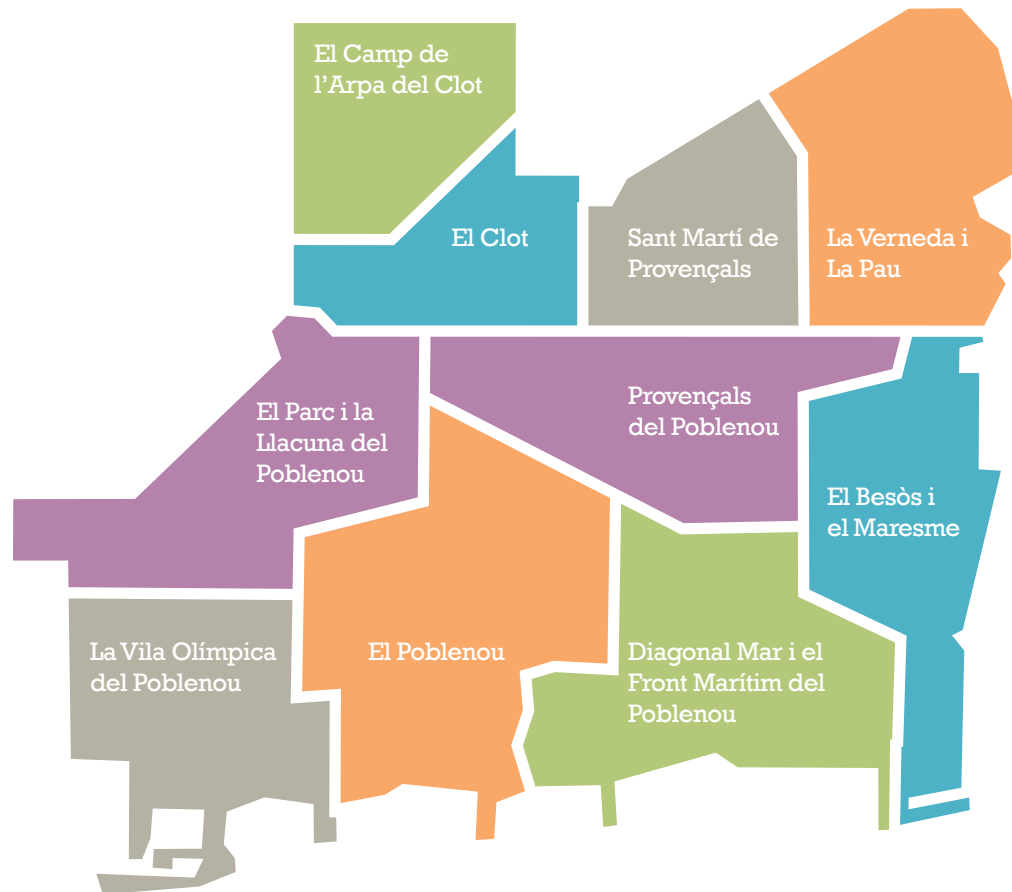 El Camp de
l'Arpa del Clot
El Clot
Sant Martí de
Provençals
La Verneda i
La Pau
El Parc i la
Llacuna del
Poblenou
Provençals
del Poblenou
El Besòs i
el Maresme
La Vila Olímpica
del Poblenou
El Poblenou
Diagonal Mar i el
Front Marítim del
Poblenou